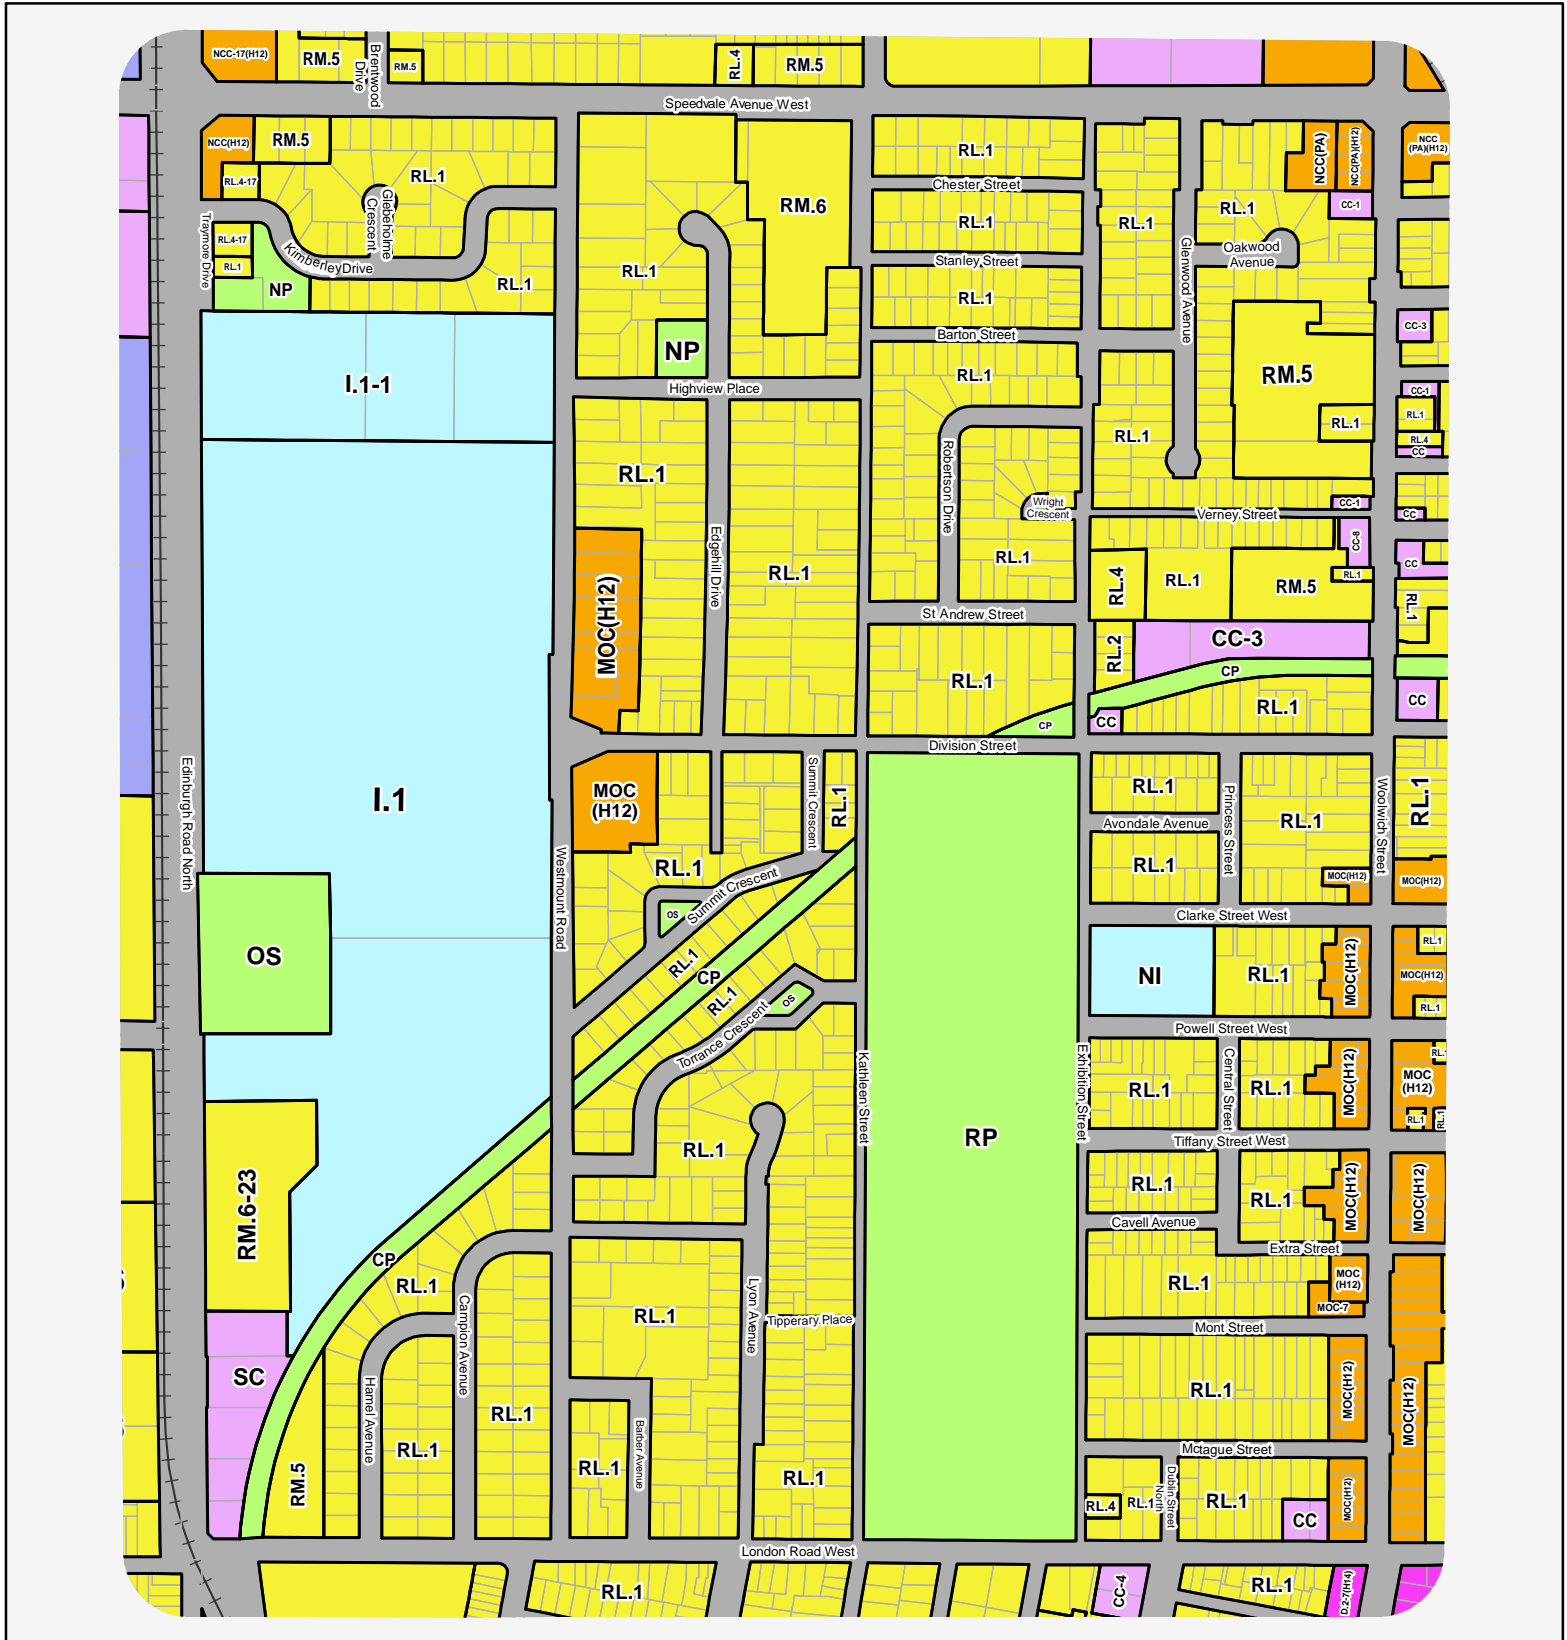 NCC-17(H12)
RM.5
Brentwood
Drive
RM.5
RL.4
RM.5
Speedvale Avenue West
NCC(H12)
RM.5
RL.4-17
RL.1
Glebeholme
Crescent
Traymore Drive
RL.4-17
RL.1
NP
Kimberley Drive
RL.1
RL.1
NP
RM.6
Highview Place
RL.1
Chester Street
RL.1
Stanley Street
RL.1
Barton Street
RL.1
RL.1
Glenwood Avenue
RL.1
NCC(PA)
NCC(PA)(H12)
CC-1
Oakwood
Avenue
NCC
(PA)(H12)
CC-3
RM.5
RL.1
RL.1
CC-1
RL.1
RL.4
CC
CC-1
CC
Verney Street
I.1-1
I.1
Edinburgh Road North
OS
RM.6-23
SC
CP
RM.5
RL.1
Hamel Avenue
RL.1
Campion Avenue
RL.1
RL.1
MOC(H12)
Edgehill Drive
RL.1
Robertson Drive
Wright
Crescent
RL.1
St Andrew Street
RL.1
CP
Division Street
RL.4
RL.1
RM.5
CC-8
RL.1
RL.2
CC-3
CP
CC
RL.1
CC
RL.1
CC
MOC
(H12)
Westmount Road
RL.1
Summit Crescent
RL.1
OS
Summit Crescent
RL.1
CP
RL.1
OS
Torrance Crescent
RL.1
Kathleen Street
RP
Exhibition Street
RL.1
Avondale Avenue
RL.1
Princess Street
RL.1
MOC(H12)
Woolwich Street
RL.1
MOC(H12)
Clarke Street West
NI
RL.1
MOC(H12)
RL.1
MOC(H12)
RL.1
Powell Street West
RL.1
Central Street
RL.1
MOC(H12)
RL.1
MOC
(H12)
RL.1
RL.1
Tiffany Street West
RL.1
RL.1
MOC(H12)
MOC(H12)
Cavell Avenue
Extra Street
RL.1
MOC
(H12)
MOC-7
Mont Street
RL.1
MOC(H12)
MOC(H12)
Mctague Street
RL.4
RL.1
Dublin Street
North
RL.1
CC
MOC(H12)
RL.1
Lyon Avenue
Tipperary Place
RL.1
Barber Avenue
RL.1
London Road West
RL.1
CC-4
RL.1
D.2-7(H14)